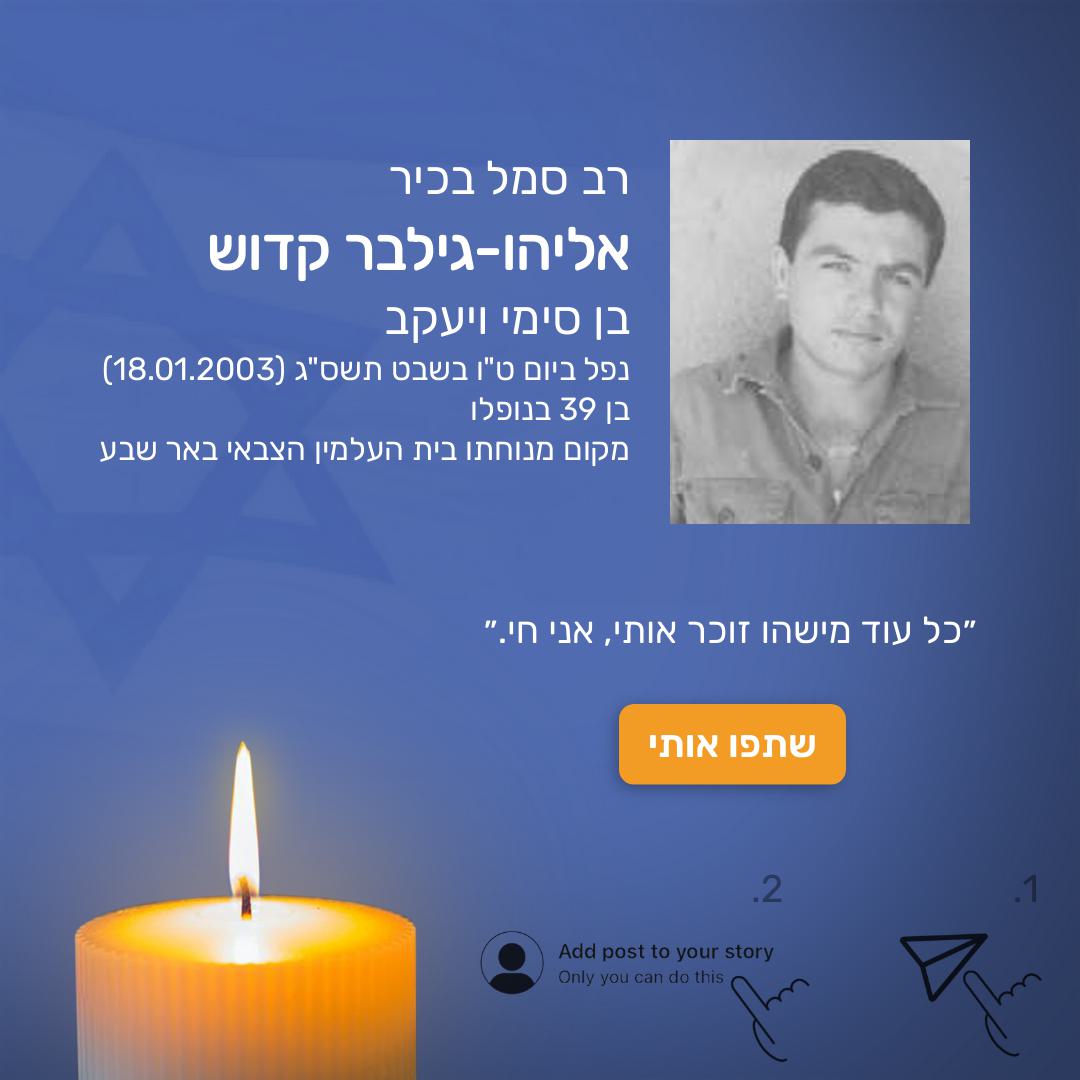 רב סמל בכיר
אליהו-גילבר קדוש
בן סימי ויעקב
נפל ביום ט"ו בשבט תשס"ג (18.01.2003)
בן 39 בנופלו
מקום מנוחתו בית העלמין הצבאי באר שבע
״כל עוד מישהו זוכר אותי, אני חי.״
שתפו אותי
1.
2.
Add post to your story
Only you can do this